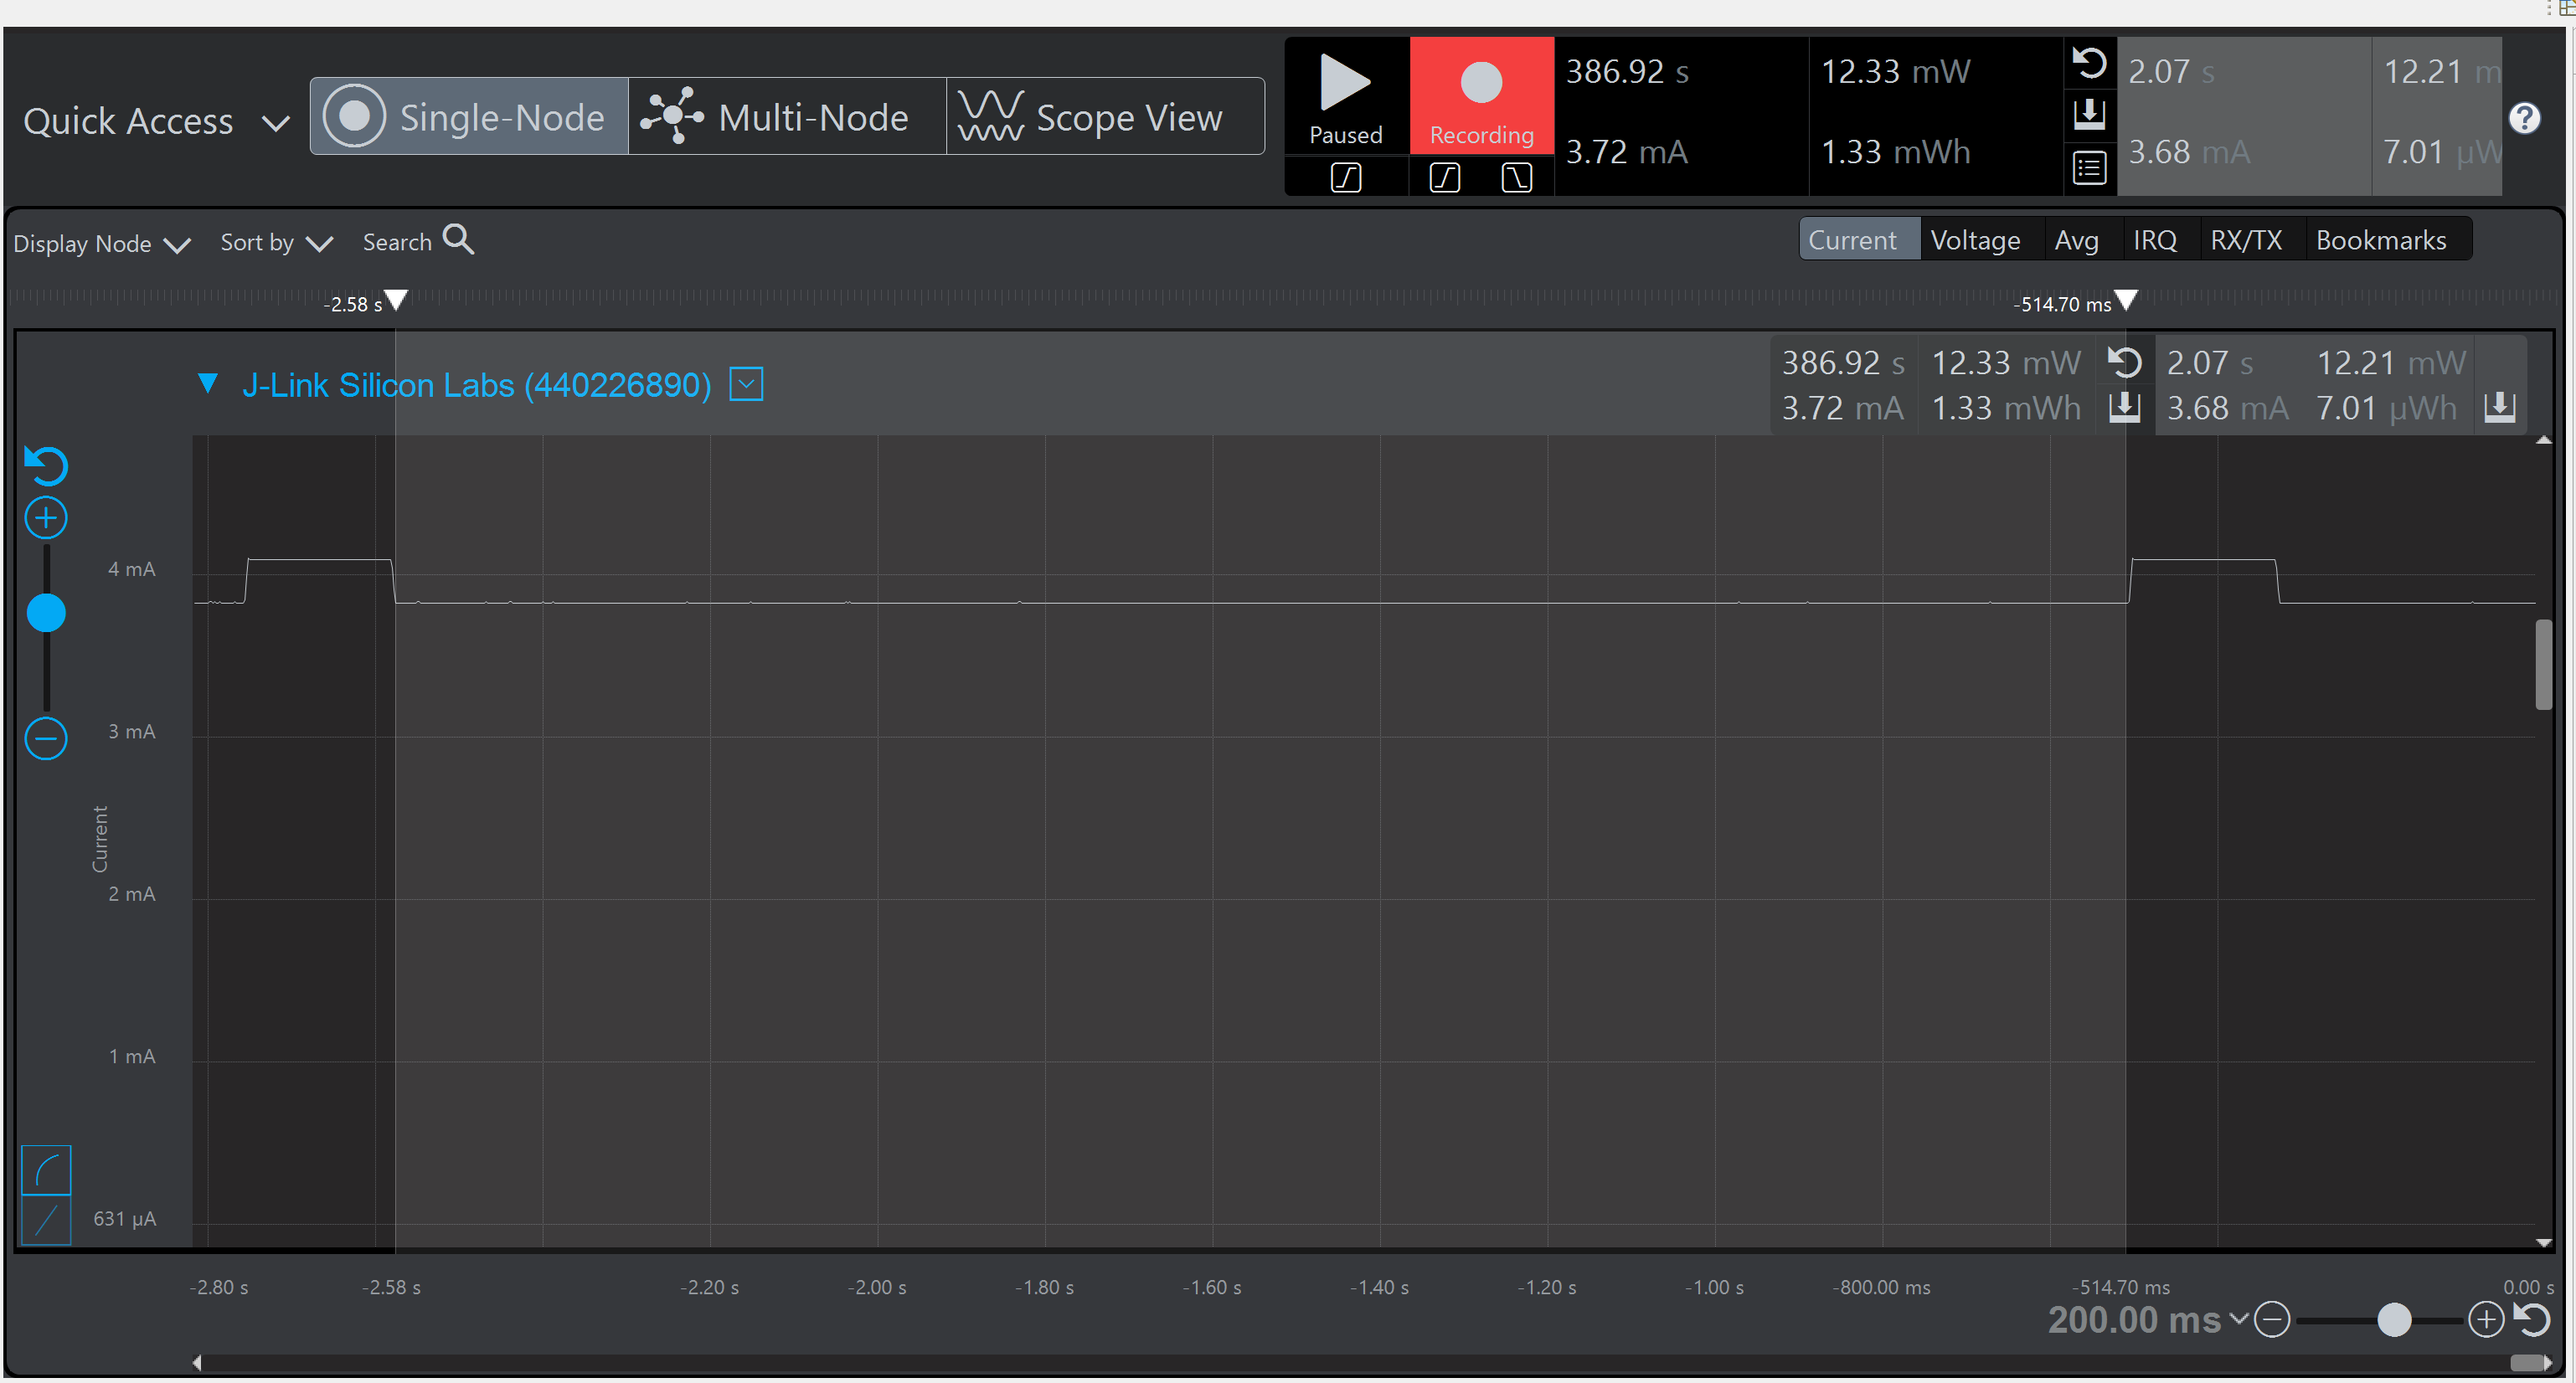 Quick Access
Single-Node
Multi-Node
Scope View
Paused
Recording
386.92 s
12.33 mW
3.72 mA
1.33 mWh
2.07 s
12.21 m
3.68 mA
7.01 µW
?
Display Node
Sort by
Search
Current
Voltage
Avg
IRQ
RX/TX
Bookmarks
-2.58 s
-514.70 ms
J-Link Silicon Labs (440226890)
386.92 s 12.33 mW
3.72 mA 1.33 mWh
2.07 s 12.21 mW
3.68 mA 7.01 µWh
4 mA
3 mA
Current
2 mA
1 mA
631 µA
-2.80 s
-2.58 s
-2.20 s
-2.00 s
-1.80 s
-1.60 s
-1.40 s
-1.20 s
-1.00 s
-800.00 ms
-514.70 ms
0.00 s
200.00 ms